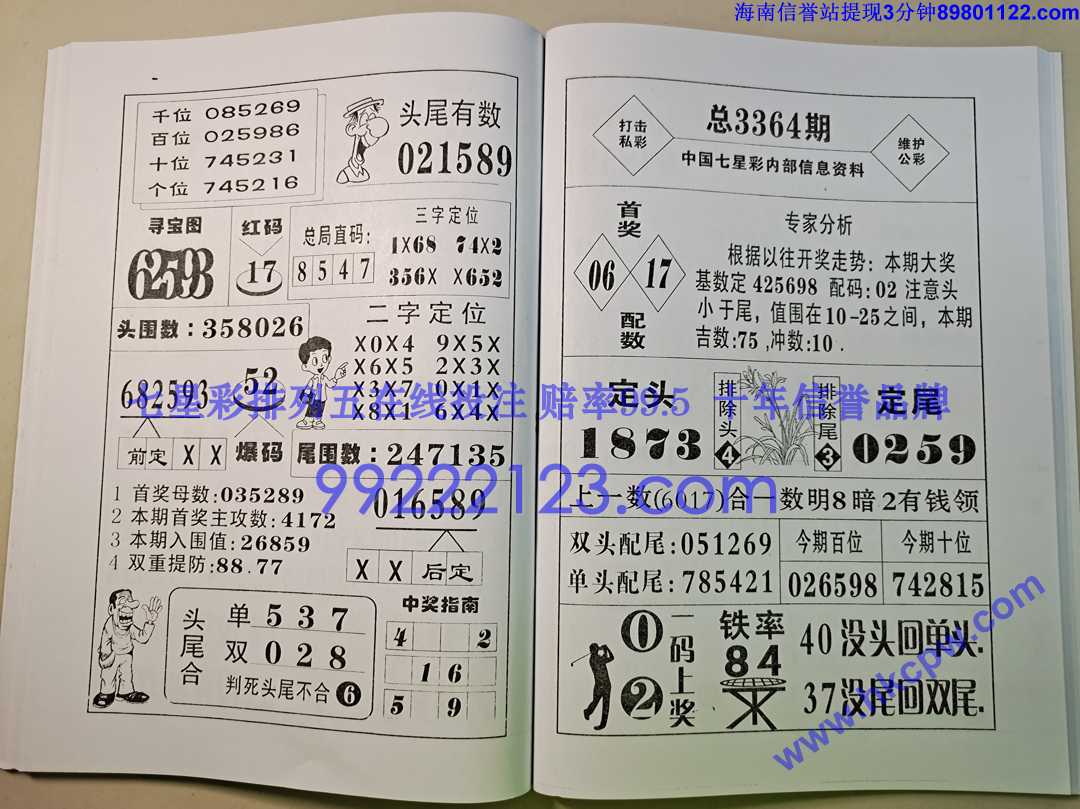 海南信誉站提现3分钟89801122.com
千位 085269
百位 025986
十位 745231
个位 745216
头尾有数
021589
寻宝图
62593
红码
17
总局直码:
8 5 4 7
三字定位
1X68 74X2
356X X652
头围数:358026
二字定位
X0X4 9X5X
X6X5 2X3X
X3X7 0X1X
X8X1 6X4X
682593
52
前定 X X
爆码
尾围数:247135
1 首奖母数:035289
2 本期首奖主攻数:4172
3 本期入围值:26859
4 双重提防:88.77
016589
X X 后定
头尾合
单 5 3 7
双 0 2 8
判死头尾不合6
中奖指南
4 2
1 6
5 9
打击私彩
总3364期
中国七星彩内部信息资料
维护公彩
首奖
06 17
配数
专家分析
根据以往开奖走势:本期大奖
基数定 425698 配码:02 注意头
小于尾,值围在10-25之间,本期
吉数:75 ,冲数:10 .
定头
1873
排除头
4
排除尾
3
定尾
0259
上一数(6017)合一数明8暗2有钱领
双头配尾:051269
单头配尾:785421
今期百位
026598
今期十位
742815
0 2
一码上奖
铁率
84
40没头回单头.
37没尾回双尾.
七星彩排列五在线投注 赔率99.5 十年信誉品牌
99222123.com
www.hkcpw.com